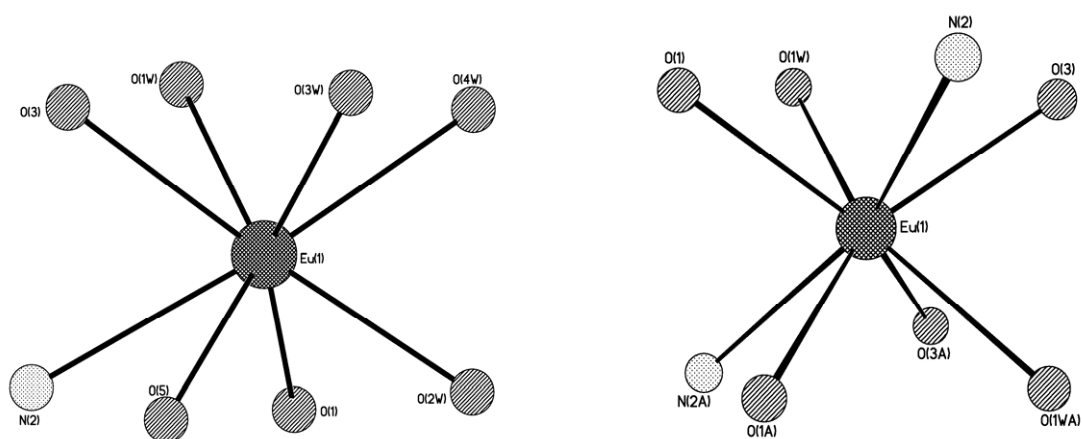 O(3)
O(1W)
O(3W)
O(4W)
Eu(1)
N(2)
O(5)
O(1)
O(2W)
O(1)
O(1W)
N(2)
O(3)
Eu(1)
N(2A)
O(1A)
O(3A)
O(1WA)